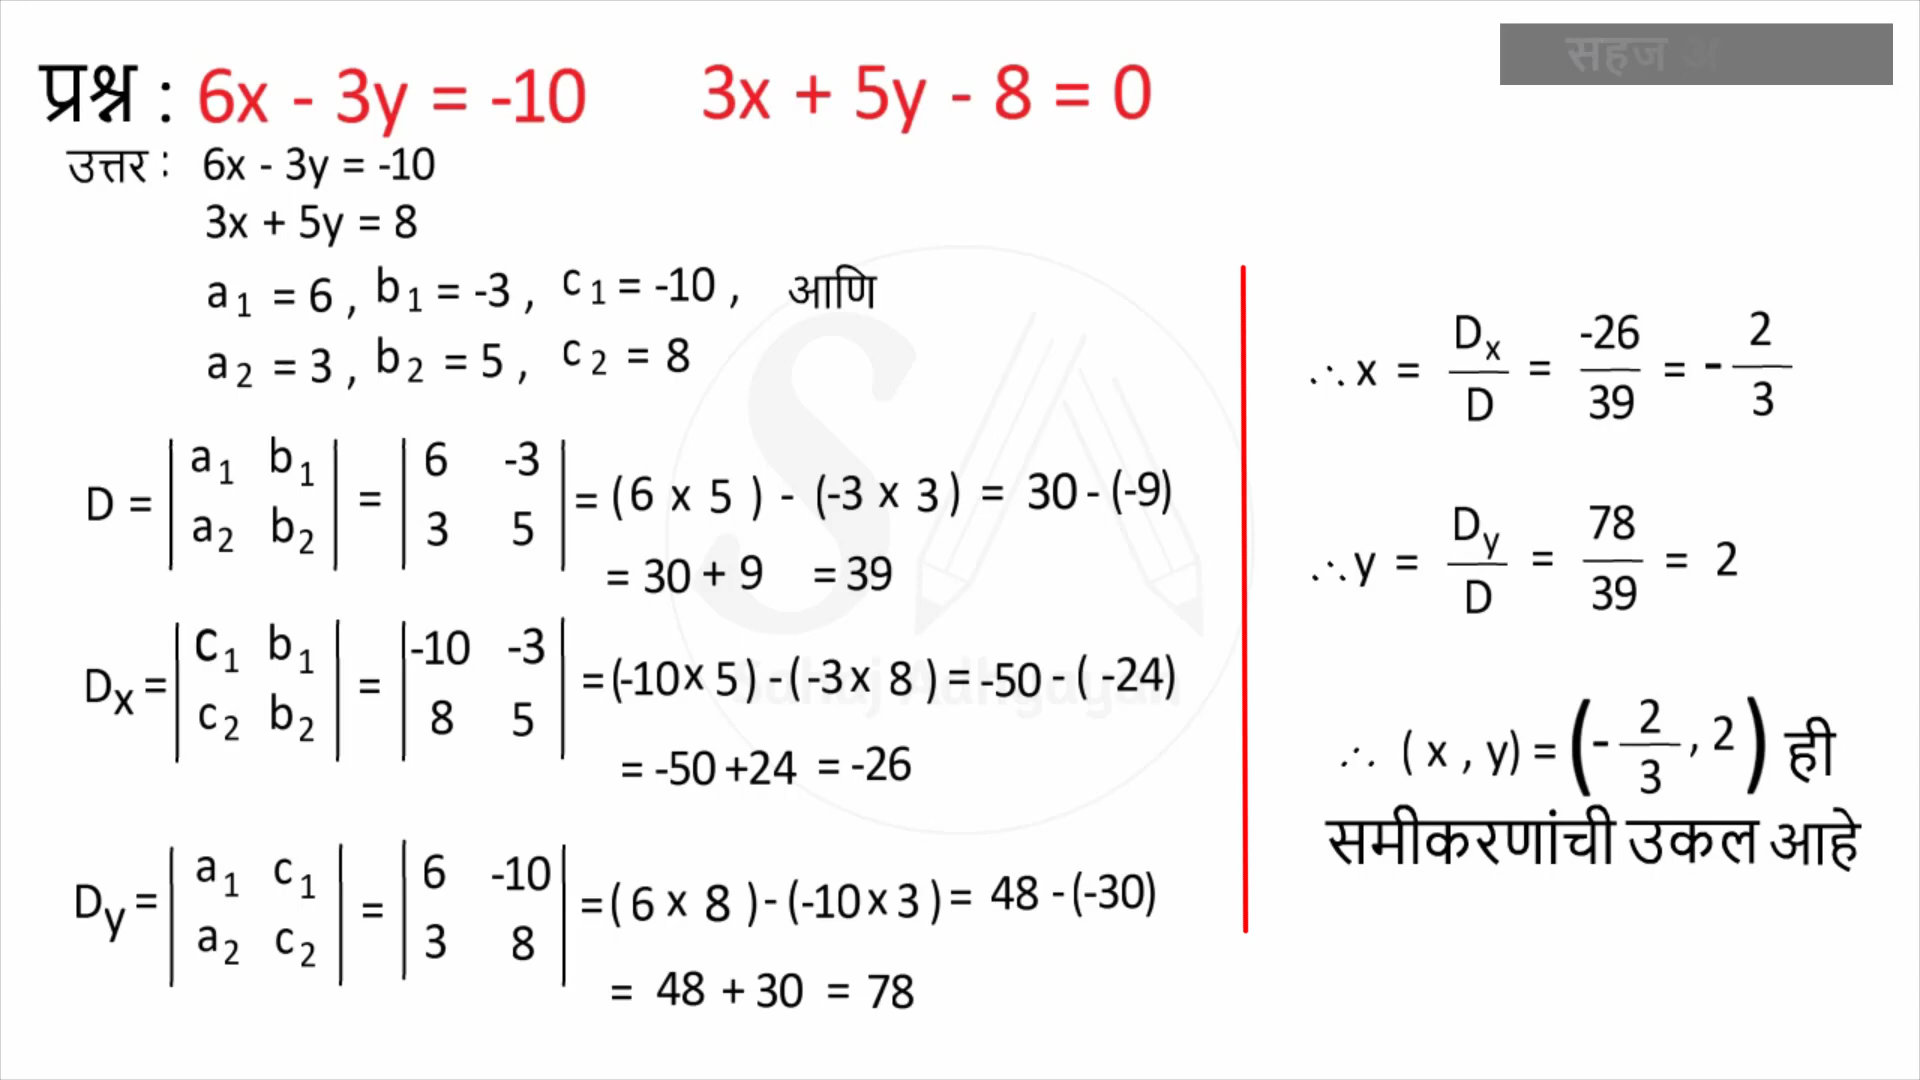 प्रश्न : 6x - 3y = -10   3x + 5y - 8 = 0
सहज
उत्तर : 6x - 3y = -10
3x + 5y = 8
a₁ = 6 , b₁ = -3 , c₁ = -10 , आणि
a₂ = 3 , b₂ = 5 , c₂ = 8
D = | a₁ b₁ | = | 6 -3 | = (6 x 5 ) - (-3 x 3 ) = 30 - (-9)
| a₂ b₂ | | 3 5 |
= 30 + 9 = 39
Dₓ = | c₁ b₁ | = | -10 -3 | = (-10 x 5 ) - (-3 x 8 ) = -50 - ( -24)
| c₂ b₂ | | 8 5 |
= -50 +24 = -26
Dy = | a₁ c₁ | = | 6 -10 | = ( 6 x 8 ) - (-10 x 3 ) = 48 - (-30)
| a₂ c₂ | | 3 8 |
= 48 + 30 = 78
∴ x = Dₓ/D = -26/39 = - 2/3
∴ y = Dy/D = 78/39 = 2
∴ ( x , y) = (- 2/3 , 2 ) ही
समीकरणांची उकल आहे
Sahaj Adhyayan